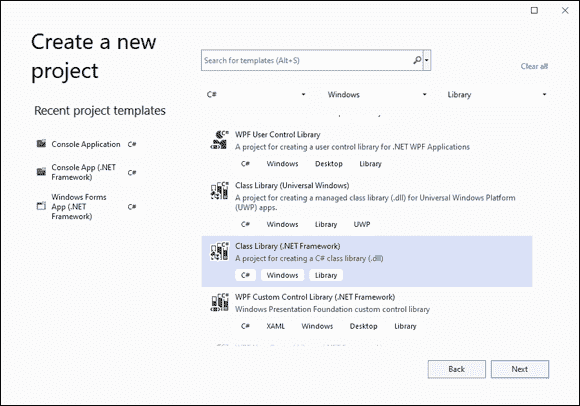 Create a new
project
Recent project templates
Console Application C#
Console App (.NET
Framework) C#
Windows Forms
App (.NET
Framework) C#
Search for templates (Alt+S)
Clear all
C# Windows Library
WPF User Control Library
A project for creating a user control library for .NET WPF Applications
C# Windows Desktop Library
Class Library (Universal Windows)
A project for creating a managed class library (.dll) for Universal Windows Platform
(UWP) apps.
C# Windows Library UWP
Class Library (.NET Framework)
A project for creating a C# class library (.dll)
C# Windows Library
WPF Custom Control Library (.NET Framework)
Windows Presentation Foundation custom control library
C# XAML Windows Desktop Library
Back Next